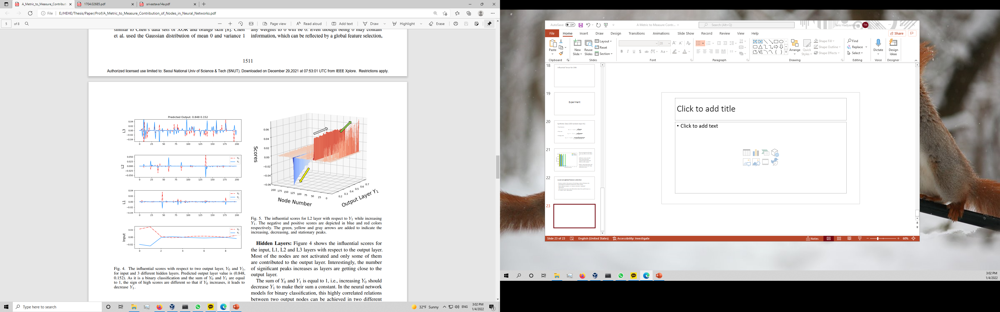 A_Metric_to_Measure_Contribut
1704.02685.pdf
srivastava14a.pdf
File
E:/HEHE/Thesis/Paper/Prof/A_Metric_to_Measure_Contribution_of_Nodes_in_Neural_Networks.pdf
5 of 8
Page view
Read aloud
Add text
Draw
Highlight
Erase
similar to Chen's data sets of XOR and orange skin [8]. Chen
et al. used the Gaussian distribution of mean 0 and variance 1
any weights to 0 will be 0. Even though being 0 may contain
information, which can be reflected by a global feature selection,
1511
Authorized licensed use limited to: Seoul National Univ of Science & Tech (SNUT). Downloaded on December 29,2021 at 07:53:01 UTC from IEEE Xplore. Restrictions apply.
Predicted Output: 0.848 0.152
L3
0.04
0.02
0.00
−0.02
−0.04
0 25 50 75 100 125 150 175 200
L2
0.050
0.025
0.000
−0.025
−0.050
Y0
Y1
0 25 50 75 100 125 150 175 200
L1
0.04
0.02
0.00
−0.02
−0.04
Y0
Y1
0 25 50 75 100 125 150 175 200
Input
0.02
0.00
−0.02
Y0
Y1
0 2 4 6 8
Fig. 4. The influential scores with respect to two output layer, Y0 and Y1,
for input and 3 different hidden layers. Predicted output layer value is (0.848,
0.152). As it is a binary classification and the sum of Y0 and Y1 are equal
to 1, the sign of high scores are different so that if Y0 increases, it leads to
decrease Y1.
Scores
0.06
0.04
0.02
0.00
−0.02
−0.04
−0.06
200 175 150 125 100 75 50 25 0
Node Number
0.2 0.3 0.4 0.5 0.6 0.7
Output Layer Y1
Fig. 5. The influential scores for L2 layer with respect to Y1 while increasing
Y1. The negative and positive scores are depicted in blue and red colors
respectively. The green, yellow and gray arrows are added to indicate the
increasing, decreasing, and stationary peaks.
Hidden Layers: Figure 4 shows the influential scores for
the input, L1, L2 and L3 layers with respect to the output layer.
Most of the nodes are not activated and only some of them
are contributed to the output layer. Interestingly, the number
of significant peaks increases as layers are getting close to the
output layer.
The sum of Y0 and Y1 is equal to 1, i.e., increasing Y0 should
decrease Y1 to make their sum a constant. In the neural network
models for binary classification, this highly correlated relations
between two output nodes can be achieved in two different
Type here to search
32°F Sunny
ENG
3:02 PM
1/4/2022
AutoSave Off
A Metric to Measure Contr...
Search (Alt+Q)
TH
File Home Insert Draw Design Transitions Animations Slide Show Record Review View Help
Share
Paste
New Slide
Reuse Slides
Layout
Reset
Section
28
Shape Fill
Shape Outline
Shape Effects
Arrange
Quick Styles
Find
Replace
Select
Dictate
Design Ideas
Clipboard
Slides
Font
Paragraph
Drawing
Editing
Voice
Designer
18
Influential Tensor for CNN
19
Experiment
20
21
22
Local and global feature selection
23
Click to add title
• Click to add text
Slide 23 of 23
English (United States)
Accessibility: Investigate
Notes
60%
3:02 PM
1/4/2022